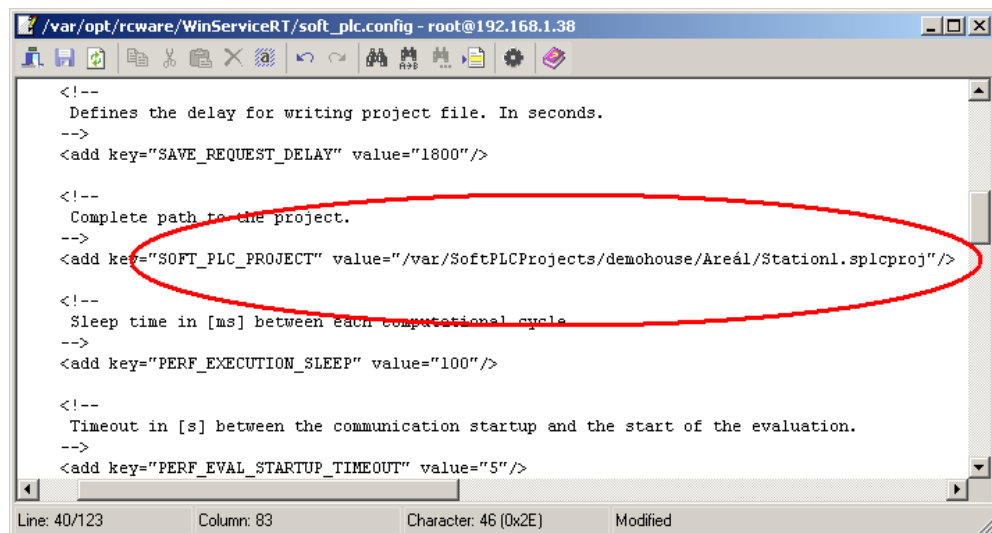 /var/opt/rcware/WinServiceRT/soft_plc.config - root@192.168.1.38
<!--
Defines the delay for writing project file. In seconds.
-->
<add key="SAVE_REQUEST_DELAY" value="1800"/>
<!--
Complete path to the project.
-->
<add key="SOFT_PLC_PROJECT" value="/var/SoftPLCProjects/demohouse/Areál/Station1.splcproj"/>
<!--
Sleep time in [ms] between each computational cycle
-->
<add key="PERF_EXECUTION_SLEEP" value="100"/>
<!--
Timeout in [s] between the communication startup and the start of the evaluation.
-->
<add key="PERF_EVAL_STARTUP_TIMEOUT" value="5"/>
Line: 40/123 Column: 83 Character: 46 (0x2E) Modified